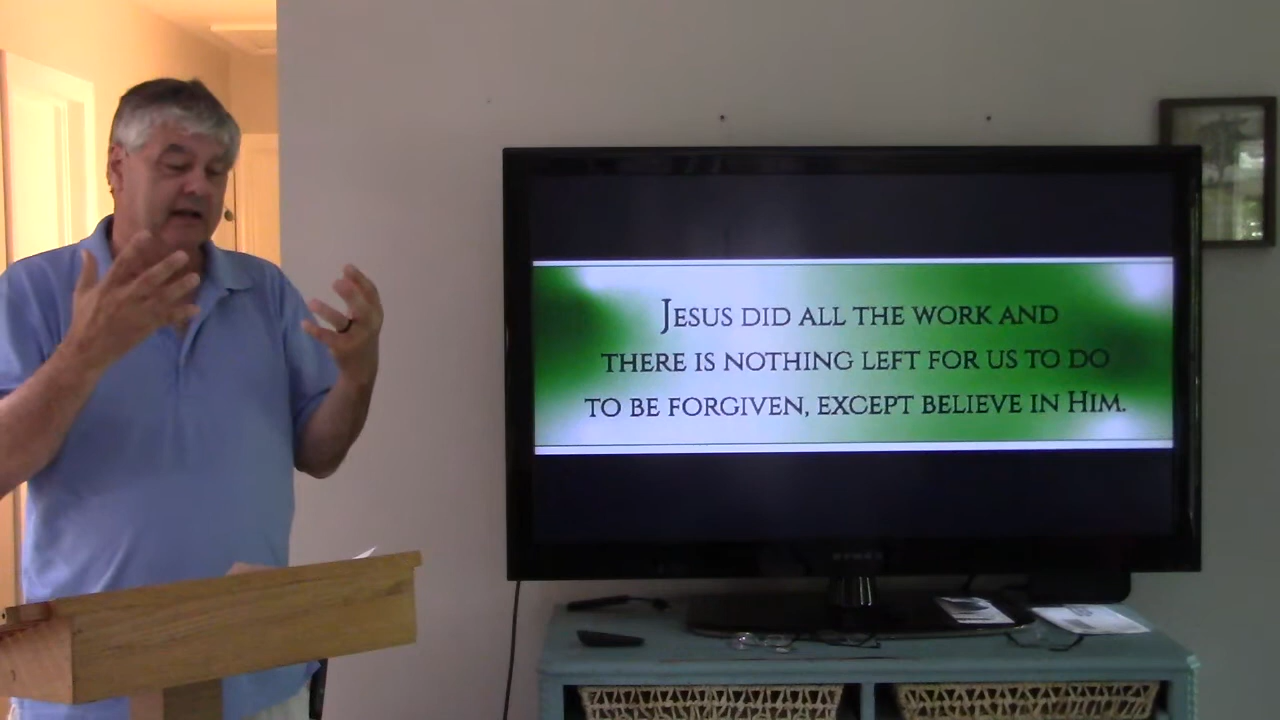 Jesus did all the work and
there is nothing left for us to do
to be forgiven, except believe in Him.